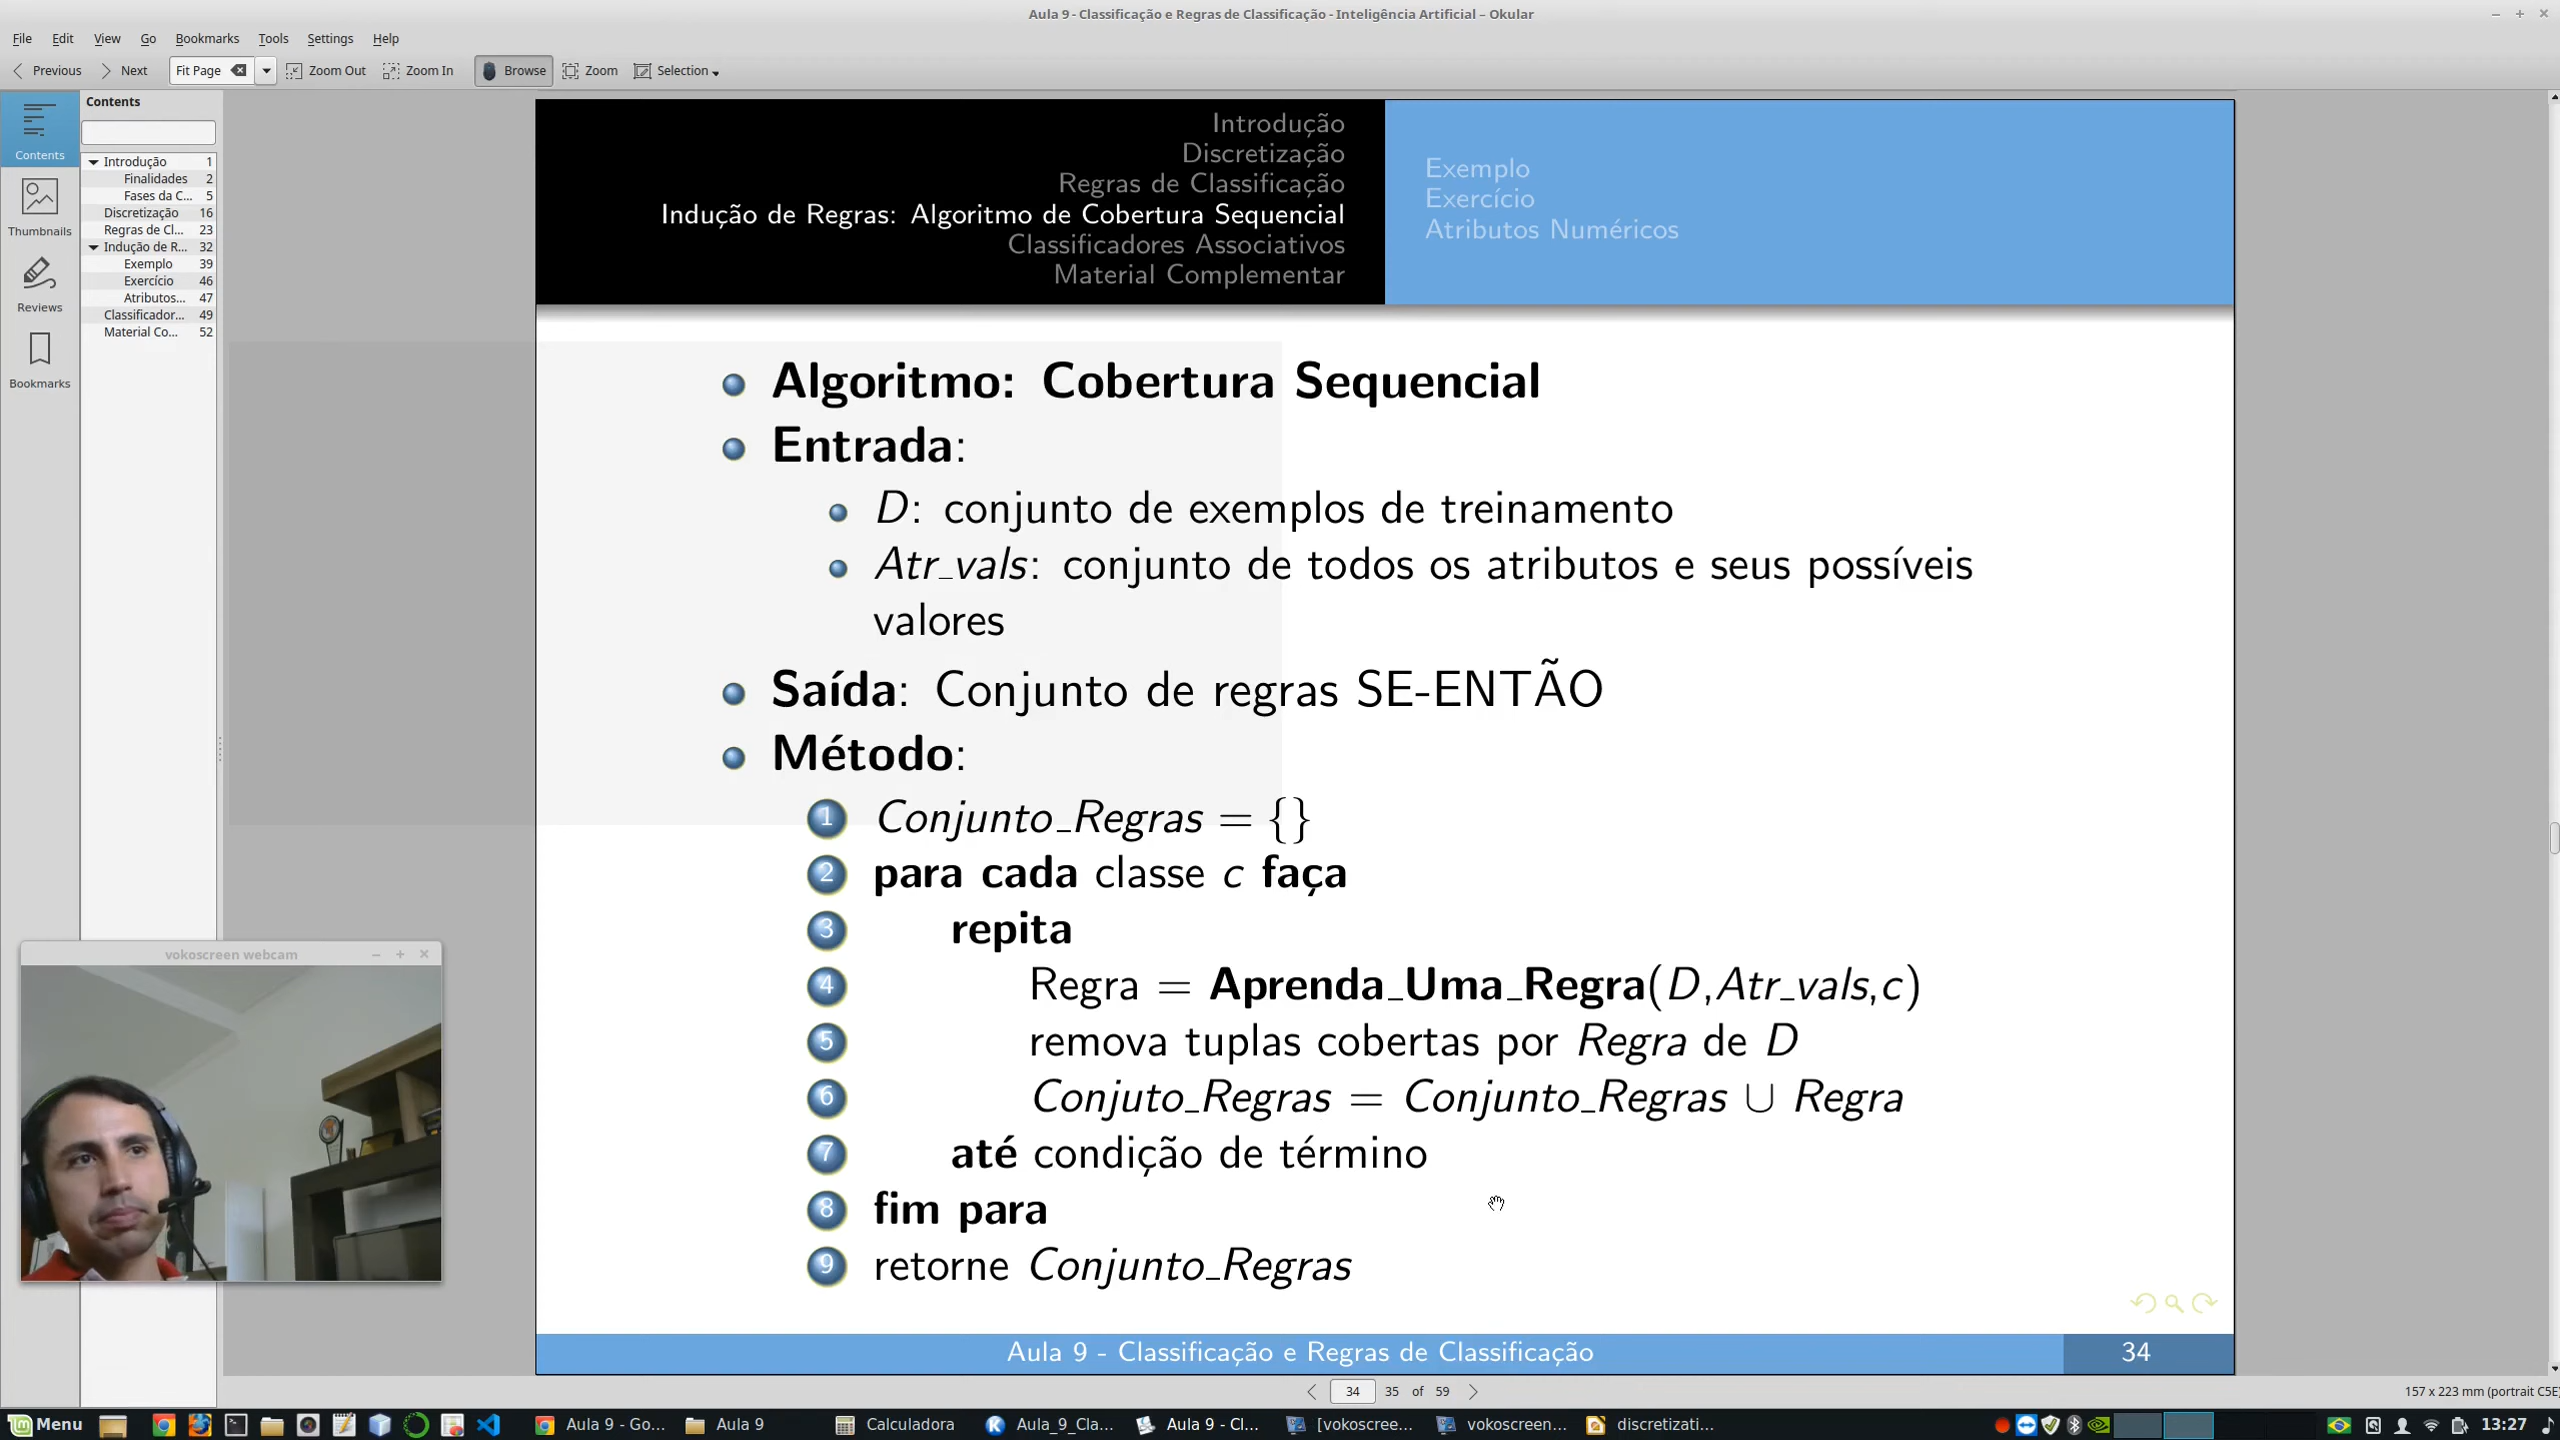 Aula 9 - Classificação e Regras de Classificação - Inteligência Artificial – Okular
File Edit View Go Bookmarks Tools Settings Help
Previous Next Fit Page Zoom Out Zoom In Browse Zoom Selection
Contents
Thumbnails
Reviews
Bookmarks
Contents
Introdução 1
Finalidades 2
Fases da C... 5
Discretização 16
Regras de Cl... 23
Indução de R... 32
Exemplo 39
Exercício 46
Atributos... 47
Classificador... 49
Material Co... 52
Introdução
Discretização
Regras de Classificação
Indução de Regras: Algoritmo de Cobertura Sequencial
Classificadores Associativos
Material Complementar
Exemplo
Exercício
Atributos Numéricos
Algoritmo: Cobertura Sequencial
Entrada:
D: conjunto de exemplos de treinamento
Atr_vals: conjunto de todos os atributos e seus possíveis
valores
Saída: Conjunto de regras SE-ENTÃO
Método:
1 Conjunto_Regras = {}
2 para cada classe c faça
3 repita
4 Regra = Aprenda_Uma_Regra(D,Atr_vals,c)
5 remova tuplas cobertas por Regra de D
6 Conjuto_Regras = Conjunto_Regras ∪ Regra
7 até condição de término
8 fim para
9 retorne Conjunto_Regras
Aula 9 - Classificação e Regras de Classificação 34
vokoscreen webcam
34 35 of 59
157 x 223 mm (portrait C5E
Menu Aula 9 - Go... Aula 9 Calculadora Aula_9_Cla... Aula 9 - Cl... [vokoscree... vokoscreen... discretizati... 13:27